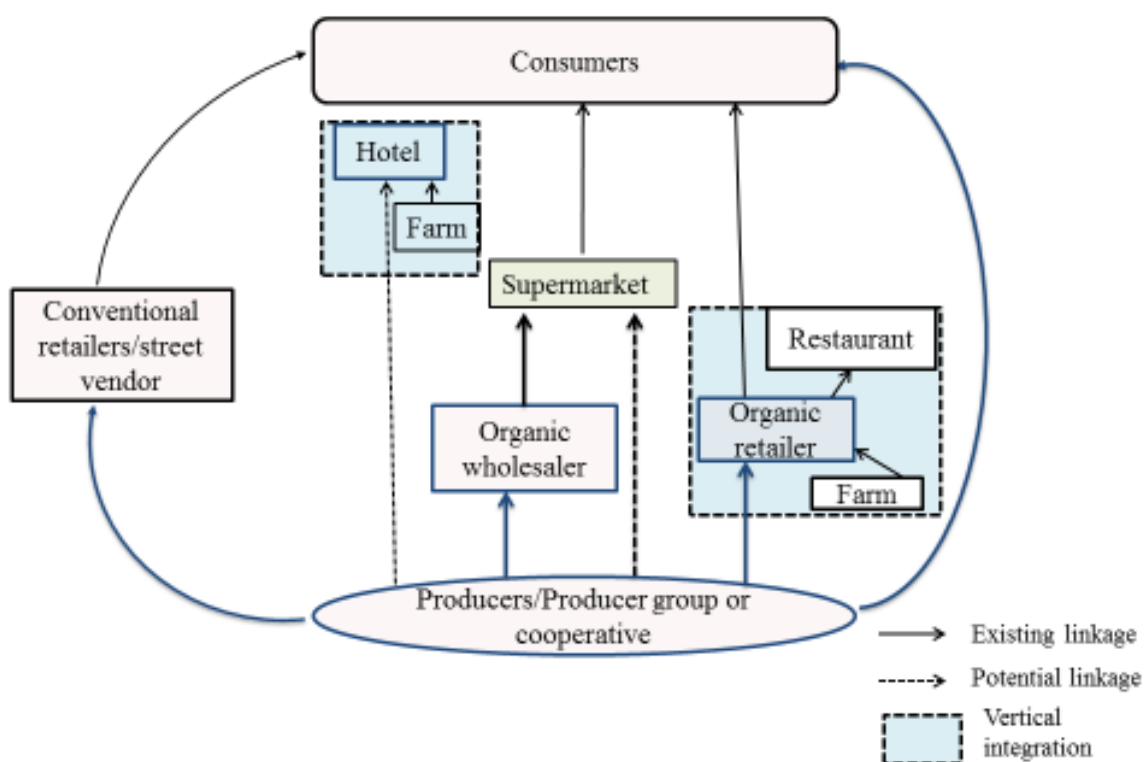 Consumers
Hotel
Farm
Supermarket
Conventional
retailers/street
vendor
Restaurant
Organic
wholesaler
Organic
retailer
Farm
Producers/Producer group or
cooperative
Existing linkage
Potential linkage
Vertical
integration